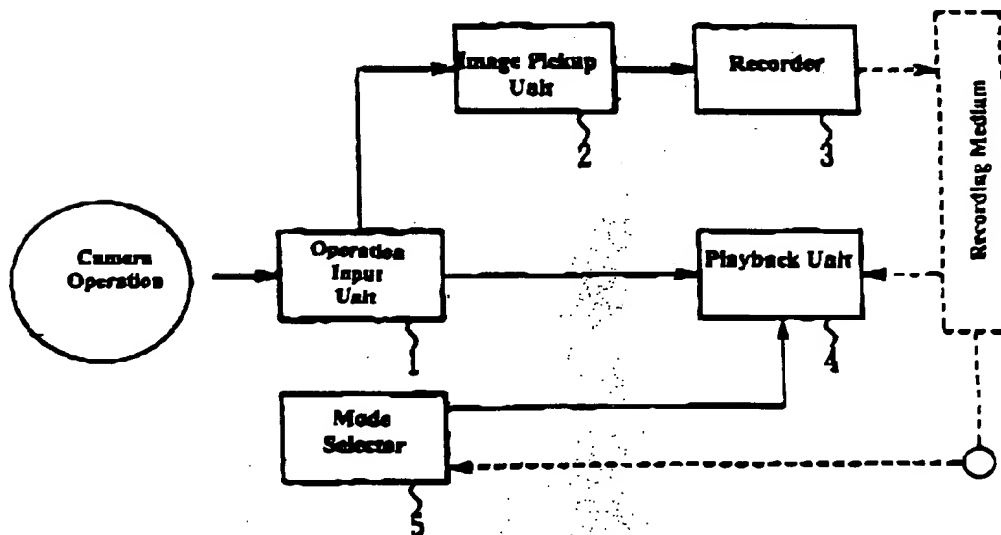 Image Pickup
Unit
2
Recorder
3
Recording Medium
Camera
Operation
Operation
Input
Unit
1
Playback Unit
4
Mode
Selector
5